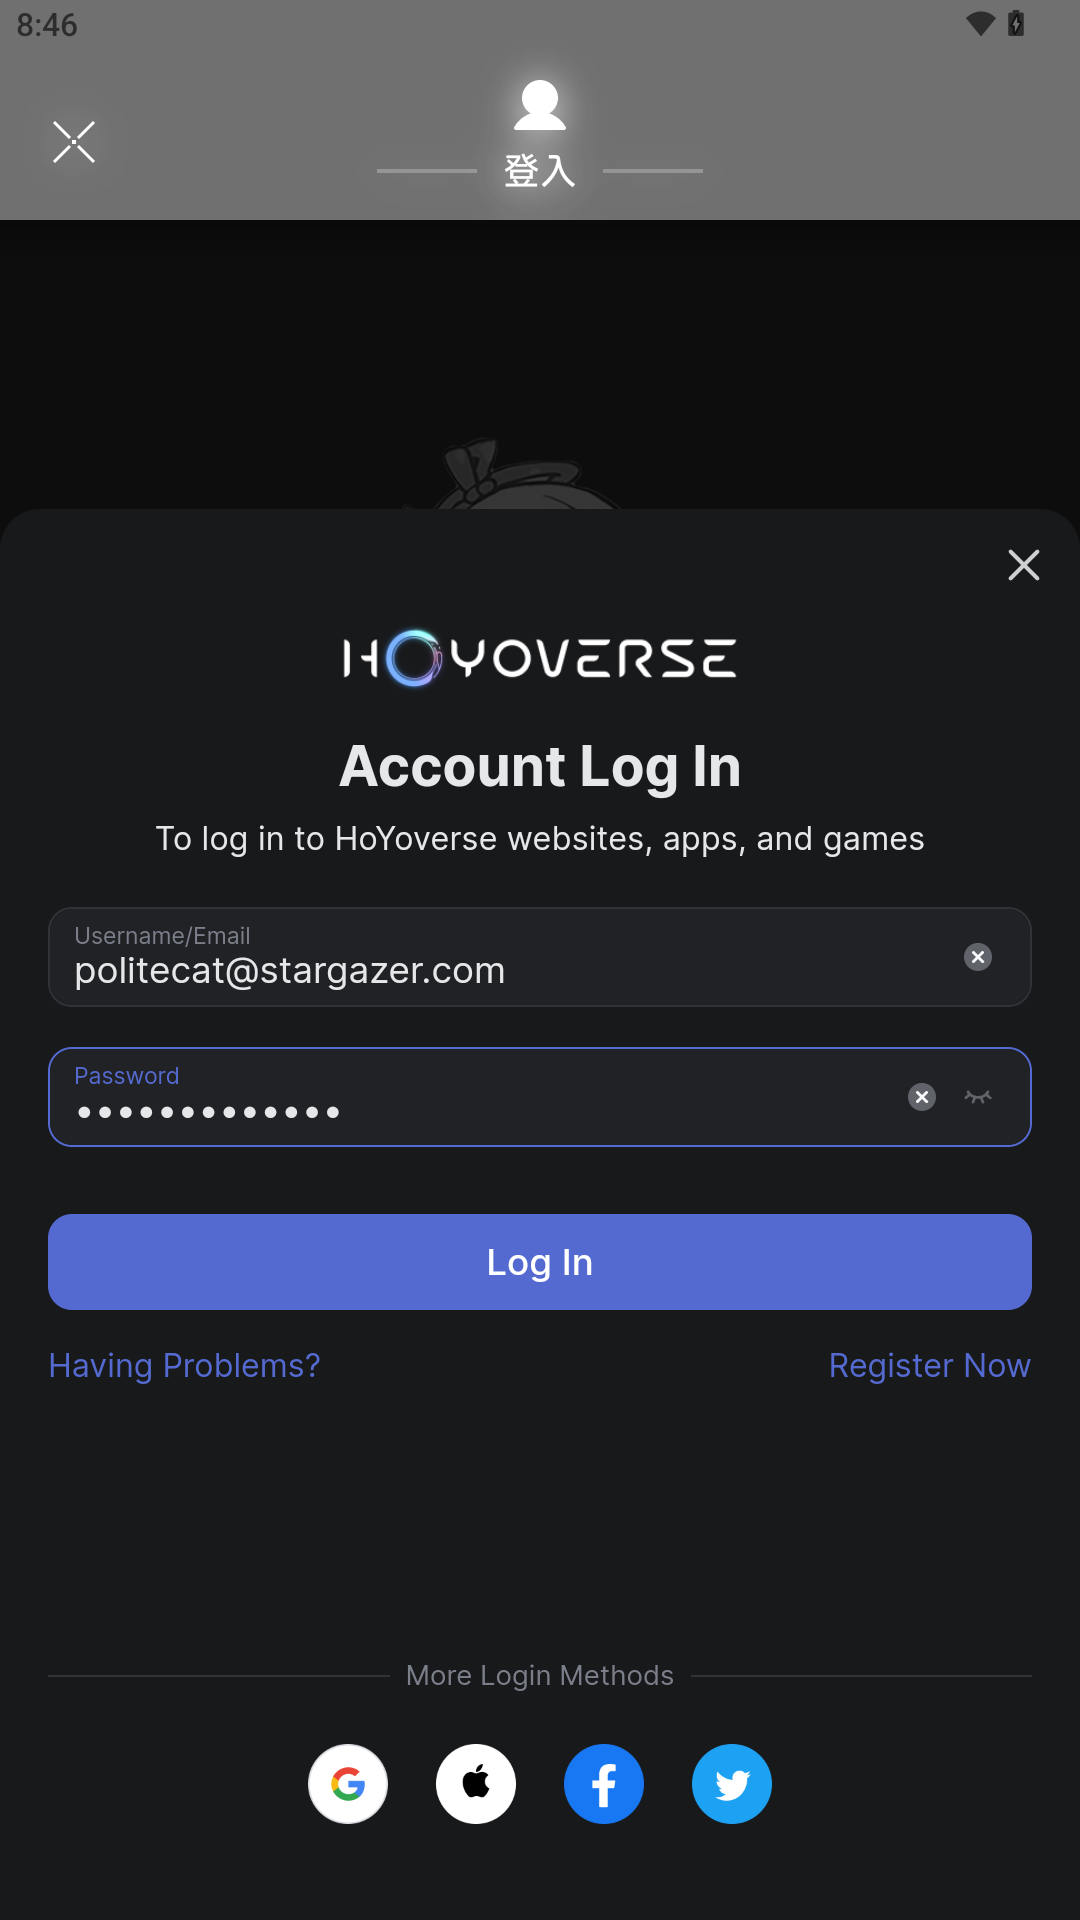 8:46
登入
HOYOVERSE
Account Log In
To log in to HoYoverse websites, apps, and games
Username/Email
politecat@stargazer.com
Password
•••••••••••••
Log In
Having Problems?
Register Now
More Login Methods